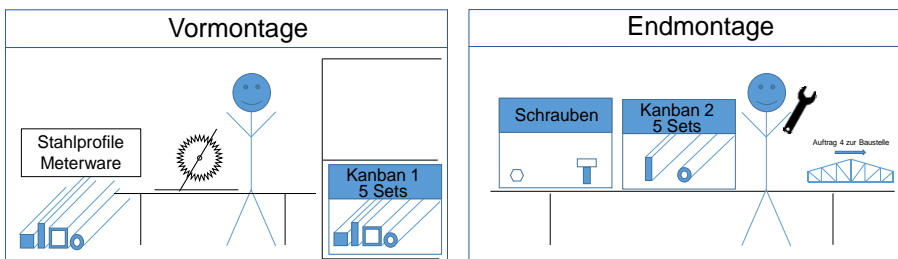 Vormontage
Stahlprofile
Meterware
Kanban 1
5 Sets
Endmontage
Schrauben
Kanban 2
5 Sets
Auftrag 4 zur Baustelle